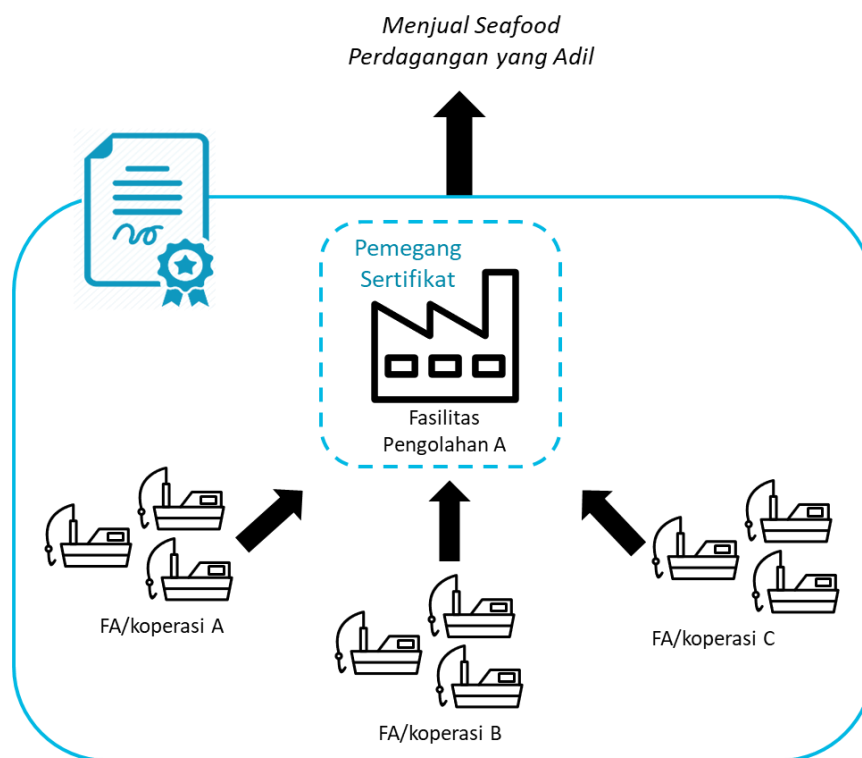 Menjual Seafood
Perdagangan yang Adil
Pemegang
Sertifikat
Fasilitas
Pengolahan A
FA/koperasi A
FA/koperasi B
FA/koperasi C